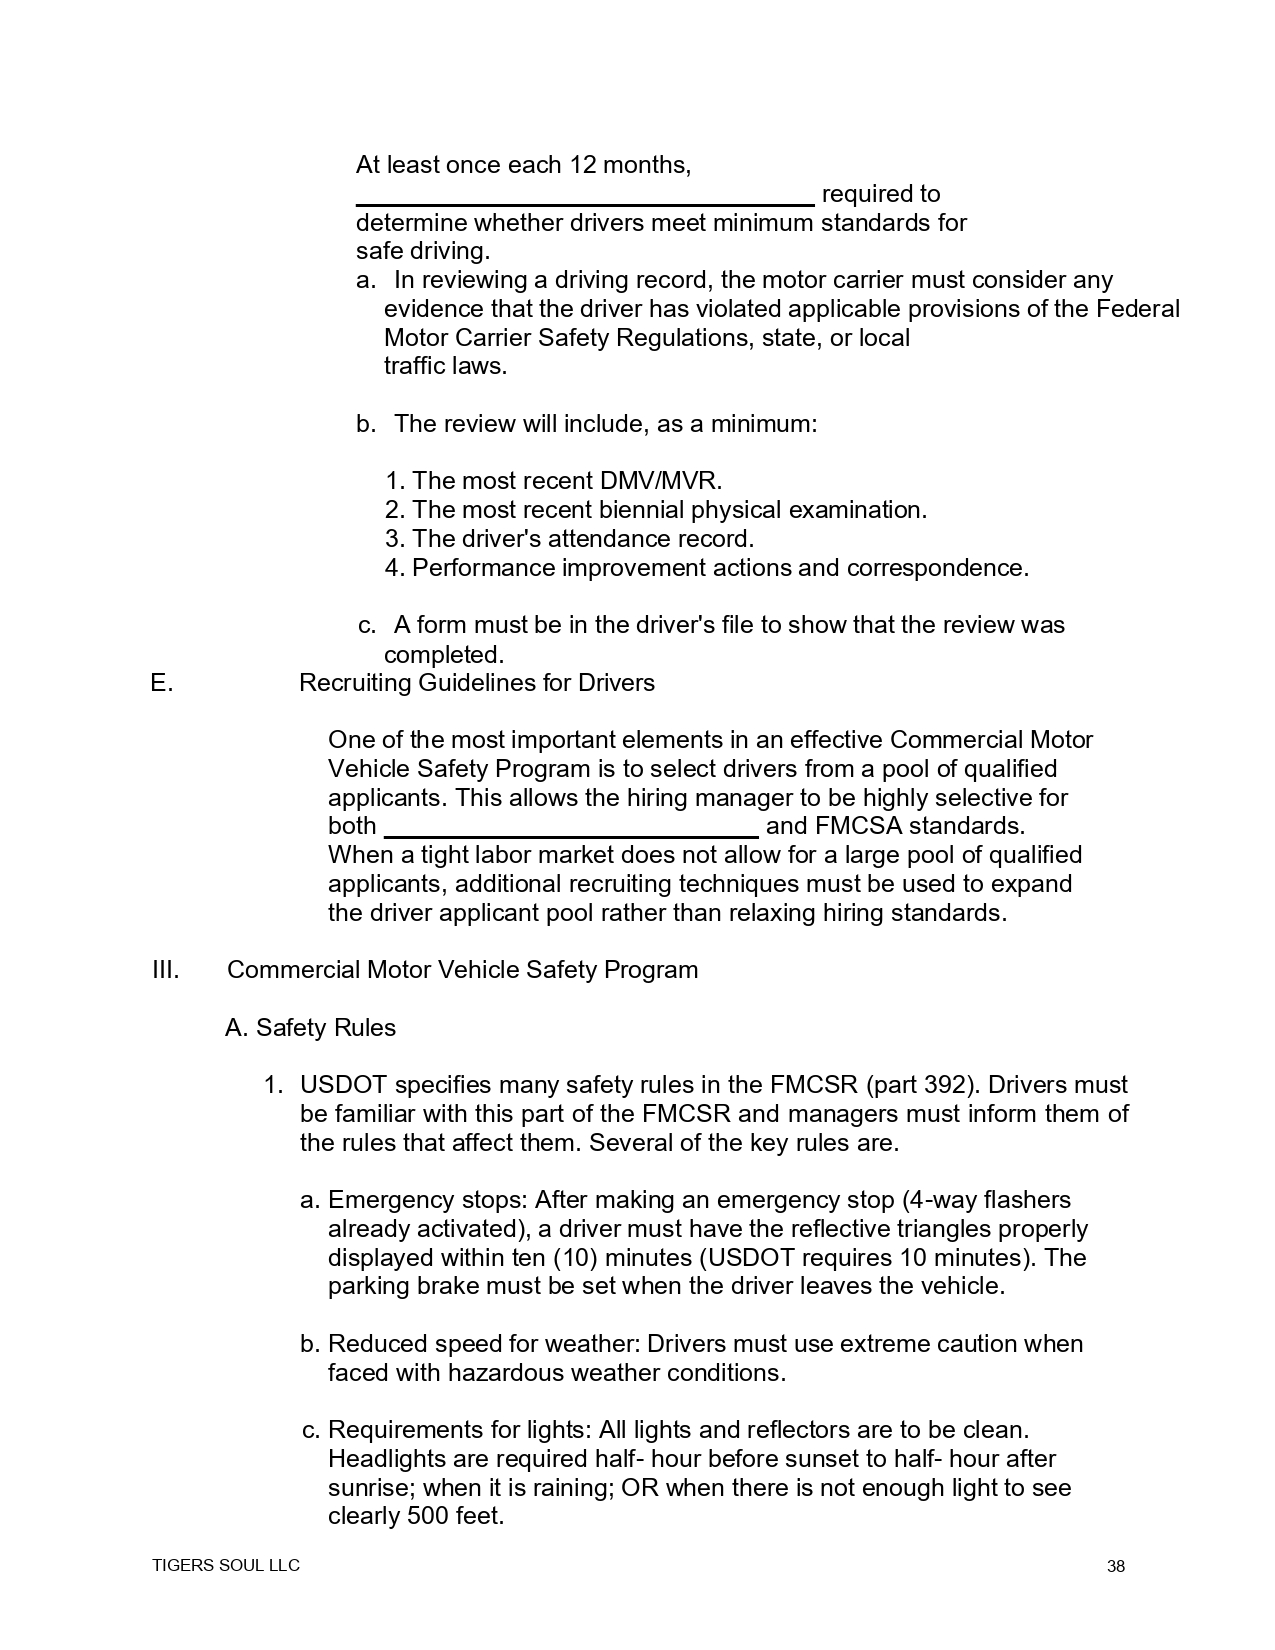 At least once each 12 months,
_________________________________ required to
determine whether drivers meet minimum standards for
safe driving.
a. In reviewing a driving record, the motor carrier must consider any
evidence that the driver has violated applicable provisions of the Federal
Motor Carrier Safety Regulations, state, or local
traffic laws.
b. The review will include, as a minimum:
1. The most recent DMV/MVR.
2. The most recent biennial physical examination.
3. The driver's attendance record.
4. Performance improvement actions and correspondence.
c. A form must be in the driver's file to show that the review was
completed.
E. Recruiting Guidelines for Drivers
One of the most important elements in an effective Commercial Motor
Vehicle Safety Program is to select drivers from a pool of qualified
applicants. This allows the hiring manager to be highly selective for
both ___________________________ and FMCSA standards.
When a tight labor market does not allow for a large pool of qualified
applicants, additional recruiting techniques must be used to expand
the driver applicant pool rather than relaxing hiring standards.
III. Commercial Motor Vehicle Safety Program
A. Safety Rules
1. USDOT specifies many safety rules in the FMCSR (part 392). Drivers must
be familiar with this part of the FMCSR and managers must inform them of
the rules that affect them. Several of the key rules are.
a. Emergency stops: After making an emergency stop (4-way flashers
already activated), a driver must have the reflective triangles properly
displayed within ten (10) minutes (USDOT requires 10 minutes). The
parking brake must be set when the driver leaves the vehicle.
b. Reduced speed for weather: Drivers must use extreme caution when
faced with hazardous weather conditions.
c. Requirements for lights: All lights and reflectors are to be clean.
Headlights are required half- hour before sunset to half- hour after
sunrise; when it is raining; OR when there is not enough light to see
clearly 500 feet.
TIGERS SOUL LLC 38